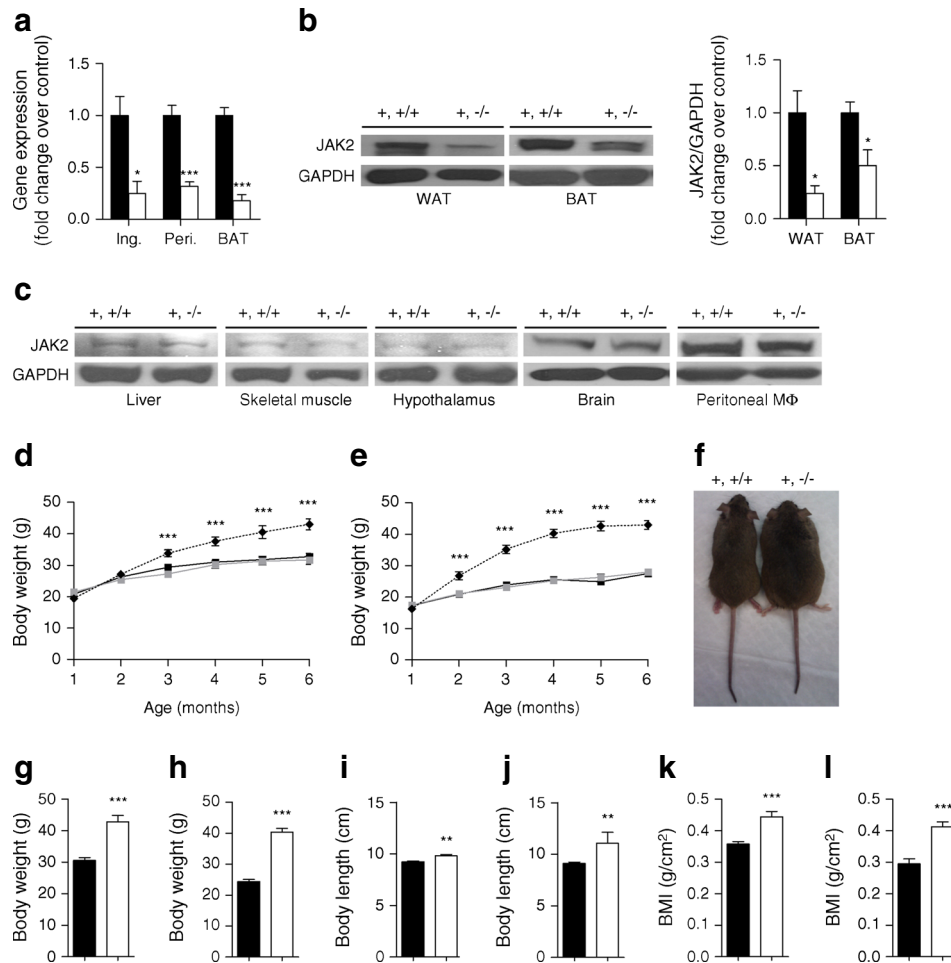 a
Gene expression
(fold change over control)
1.5
1.0
0.5
0.0
*
***
***
Ing. Peri. BAT
b
+, +/+ +, -/- +, +/+ +, -/-
JAK2
GAPDH
WAT BAT
JAK2/GAPDH
(fold change over control)
1.5
1.0
0.5
0.0
*
*
WAT BAT
c
+, +/+ +, -/- +, +/+ +, -/- +, +/+ +, -/- +, +/+ +, -/- +, +/+ +, -/-
JAK2
GAPDH
Liver Skeletal muscle Hypothalamus Brain Peritoneal MΦ
d
Body weight (g)
50
40
30
20
10
0
*** *** *** ***
1 2 3 4 5 6
Age (months)
e
Body weight (g)
50
40
30
20
10
0
*** *** *** *** ***
1 2 3 4 5 6
Age (months)
f
+, +/+ +, -/-
g
Body weight (g)
50
40
30
20
10
0
***
h
Body weight (g)
50
40
30
20
10
0
***
i
Body length (cm)
15
10
5
0
**
j
Body length (cm)
15
10
5
0
**
k
BMI (g/cm²)
0.5
0.4
0.3
0.2
0.1
0.0
***
l
BMI (g/cm²)
0.5
0.4
0.3
0.2
0.1
0.0
***